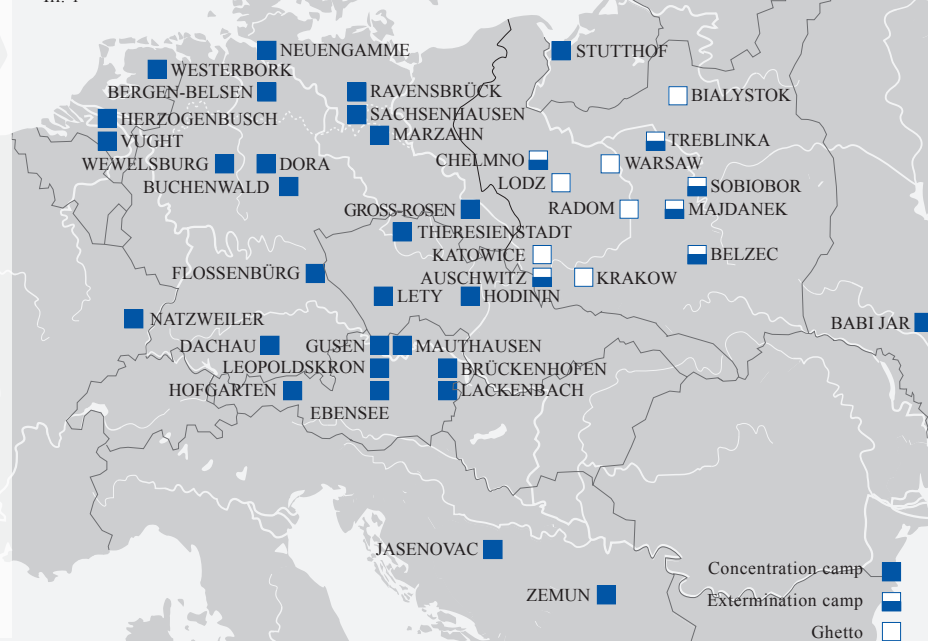 NEUENGAMME
STUTTHOF
WESTERBORK
BERGEN-BELSEN
RAVENSBRÜCK
BIALYSTOK
SACHSENHAUSEN
HERZOGENBUSCH
MARZAHN
VUGHT
TREBLINKA
WEWELSBURG
DORA
CHELMNO
WARSAW
BUCHENWALD
LODZ
SOBIOBOR
GROSS-ROSEN
RADOM
MAJDANEK
THERESIENSTADT
KATOWICE
BELZEC
FLOSSENBÜRG
AUSCHWITZ
KRAKOW
LETY
HODININ
NATZWEILER
BABI JAR
DACHAU
GUSEN
MAUTHAUSEN
LEOPOLDSKRON
BRÜCKENHOFEN
HOFGARTEN
LACKENBACH
EBENSEE
JASENOVAC
ZEMUN
Concentration camp
Extermination camp
Ghetto